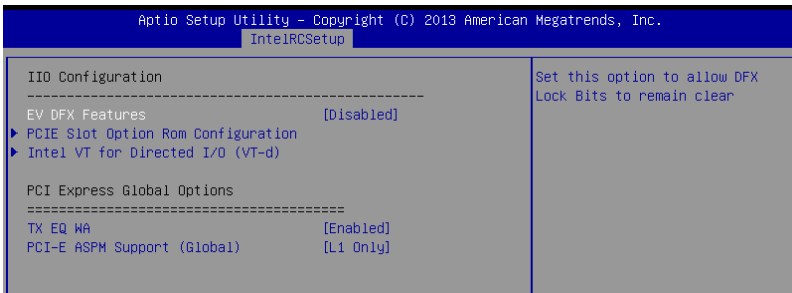 Aptio Setup Utility – Copyright (C) 2013 American Megatrends, Inc.
IntelRCSetup
IIO Configuration
--------------------------------------------------
EV DFX Features [Disabled]
PCIE Slot Option Rom Configuration
Intel VT for Directed I/O (VT-d)
PCI Express Global Options
========================================
TX EQ WA [Enabled]
PCI-E ASPM Support (Global) [L1 Only]
Set this option to allow DFX
Lock Bits to remain clear